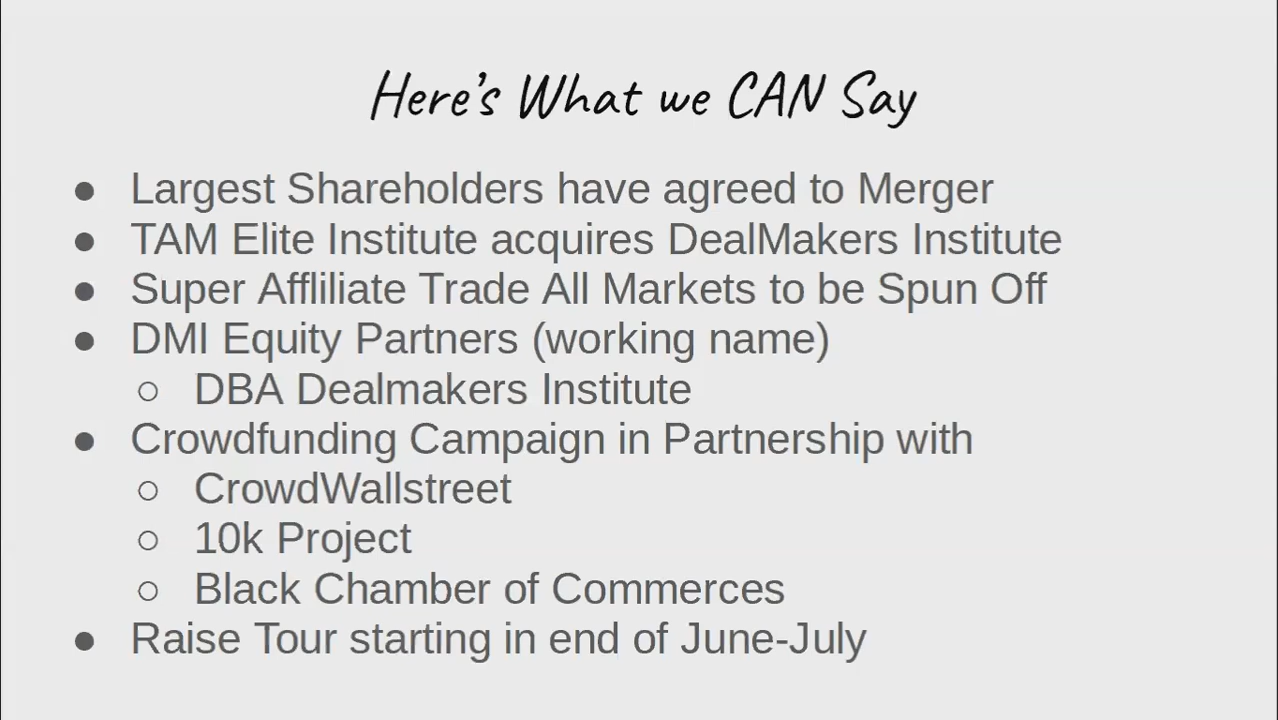 Here's What we CAN Say
● Largest Shareholders have agreed to Merger
● TAM Elite Institute acquires DealMakers Institute
● Super Affliliate Trade All Markets to be Spun Off
● DMI Equity Partners (working name)
○ DBA Dealmakers Institute
● Crowdfunding Campaign in Partnership with
○ CrowdWallstreet
○ 10k Project
○ Black Chamber of Commerces
● Raise Tour starting in end of June-July